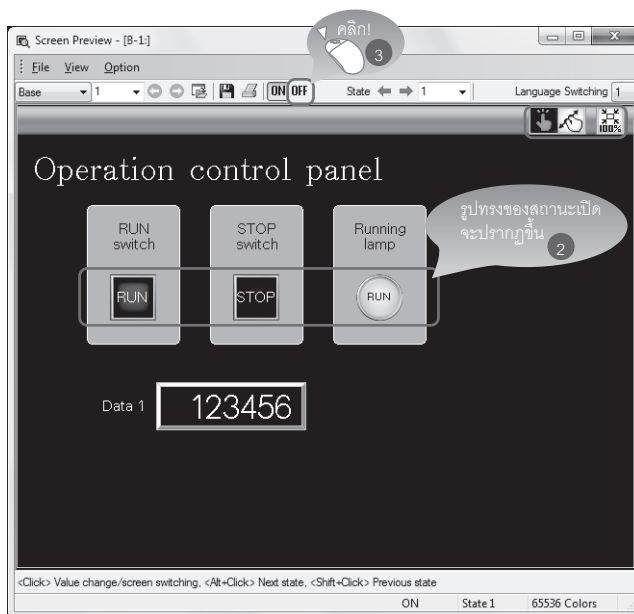 คลิก!
3
Screen Preview - [B-1:]
File View Option
Base 1 ON OFF State 1 Language Switching 1
100%
Operation control panel
รูปทรงของสถานะเปิด
จะปรากฏขึ้น
2
RUN
switch
STOP
switch
Running
lamp
RUN
STOP
RUN
Data 1
123456
<Click> Value change/screen switching, <Alt+Click> Next state, <Shift+Click> Previous state
ON State 1 65536 Colors